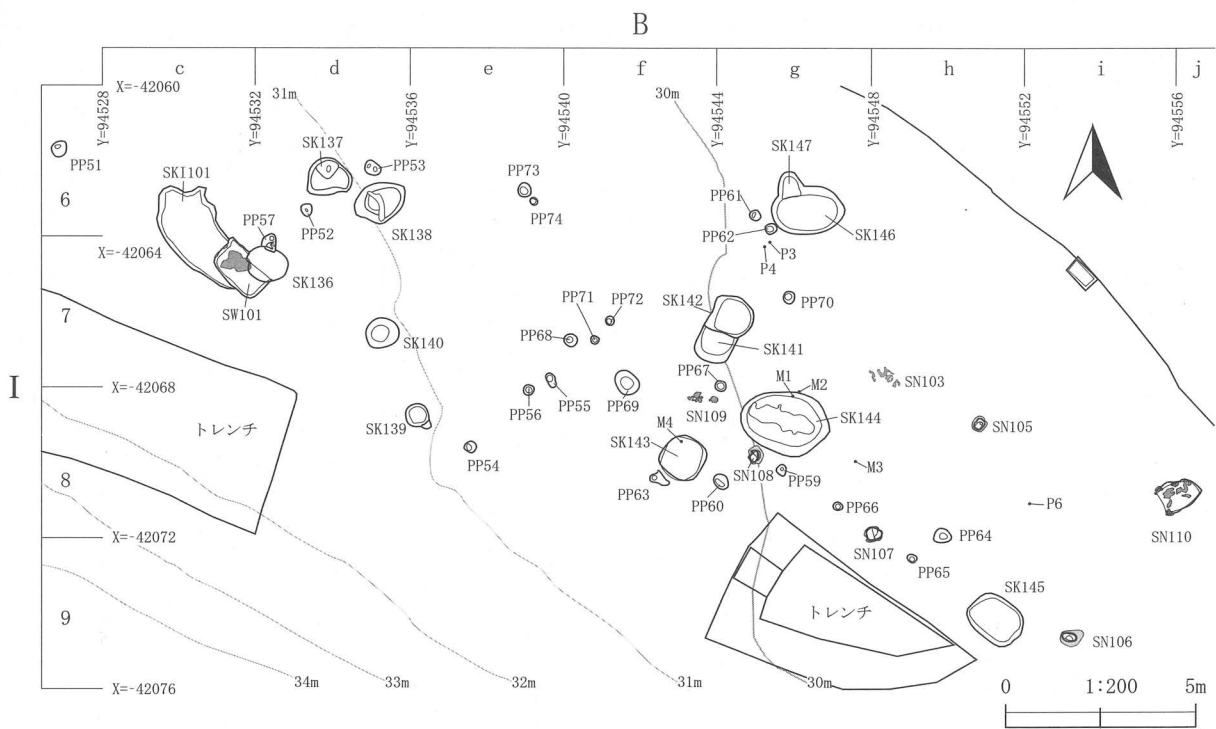 B
c d e f g h i j
X=-42060
Y=94528
Y=94532
Y=94536
Y=94540
Y=94544
Y=94548
Y=94552
Y=94556
31m
30m
PP51
SKI101
SK137
PP53
PP73
SK147
6
PP57
PP52
SK138
PP74
PP61
PP62
SK146
X=-42064
SK136
P3
P4
SW101
7
PP71
PP72
SK142
PP70
PP68
SK140
SK141
I
X=-42068
PP67
M1
M2
SN103
トレンチ
SK139
PP56
PP55
PP69
SN109
SK144
SN105
M4
SK143
PP54
SN108
PP59
M3
8
PP63
PP60
PP66
P6
X=-42072
SN107
PP64
SN110
PP65
SK145
9
トレンチ
SN106
X=-42076
34m
33m
32m
31m
30m
0 1:200 5m